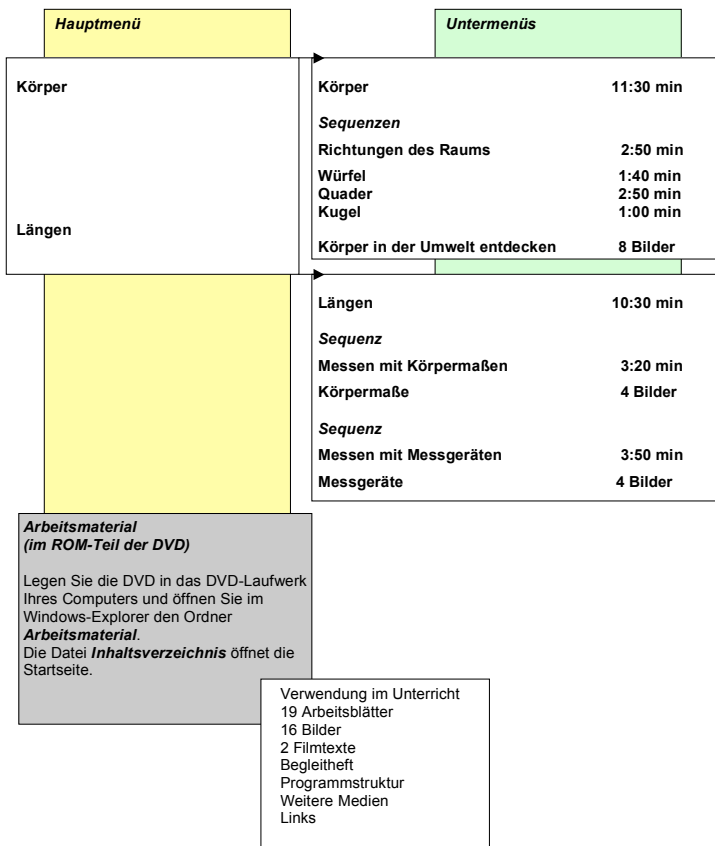 Hauptmenü
Untermenüs
Körper
Längen
Körper 11:30 min
Sequenzen
Richtungen des Raums 2:50 min
Würfel 1:40 min
Quader 2:50 min
Kugel 1:00 min
Körper in der Umwelt entdecken 8 Bilder
Längen 10:30 min
Sequenz
Messen mit Körpermaßen 3:20 min
Körpermaße 4 Bilder
Sequenz
Messen mit Messgeräten 3:50 min
Messgeräte 4 Bilder
Arbeitsmaterial
(im ROM-Teil der DVD)
Legen Sie die DVD in das DVD-Laufwerk
Ihres Computers und öffnen Sie im
Windows-Explorer den Ordner
Arbeitsmaterial.
Die Datei Inhaltsverzeichnis öffnet die
Startseite.
Verwendung im Unterricht
19 Arbeitsblätter
16 Bilder
2 Filmtexte
Begleitheft
Programmstruktur
Weitere Medien
Links